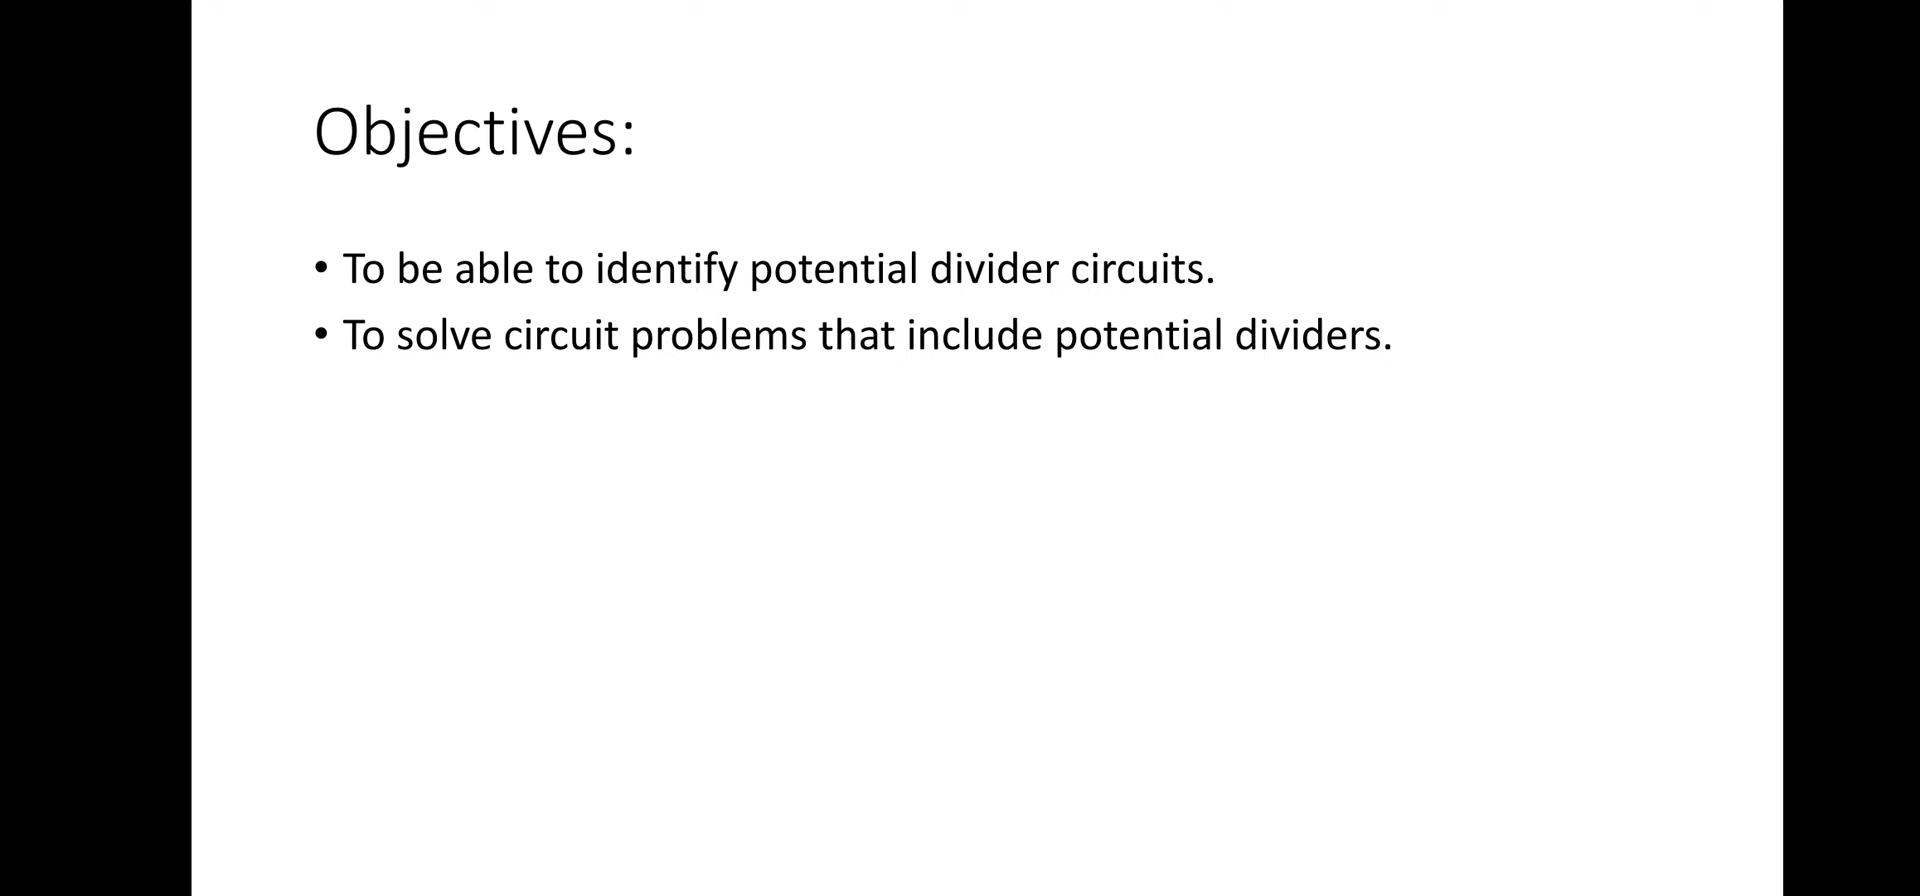 Objectives:
• To be able to identify potential divider circuits.
• To solve circuit problems that include potential dividers.